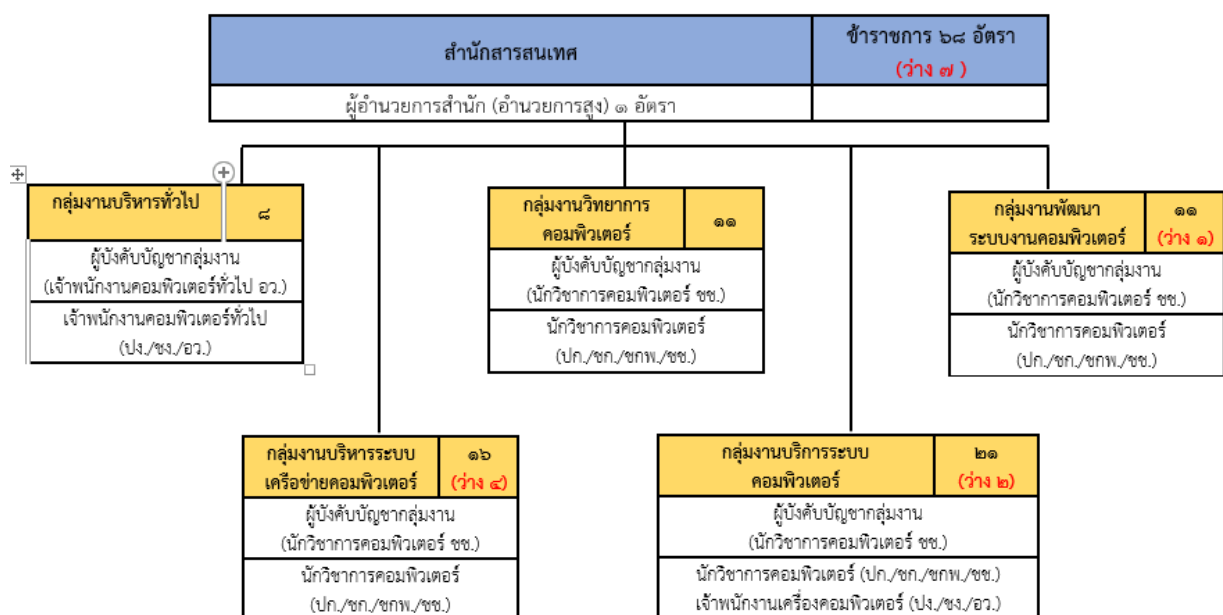 สำนักสารสนเทศ
ข้าราชการ ๖๘ อัตรา
(ว่าง ๗ )
ผู้อำนวยการสำนัก (อำนวยการสูง) ๑ อัตรา
กลุ่มงานบริหารทั่วไป
๘
ผู้บังคับบัญชากลุ่มงาน
(เจ้าพนักงานคอมพิวเตอร์ทั่วไป อว.)
เจ้าพนักงานคอมพิวเตอร์ทั่วไป
(ปง./ชง./อว.)
กลุ่มงานวิทยาการ
คอมพิวเตอร์
๑๑
ผู้บังคับบัญชากลุ่มงาน
(นักวิชาการคอมพิวเตอร์ ชช.)
นักวิชาการคอมพิวเตอร์
(ปก./ชก./ชกพ./ชช.)
กลุ่มงานพัฒนา
ระบบงานคอมพิวเตอร์
๑๑
(ว่าง ๑)
ผู้บังคับบัญชากลุ่มงาน
(นักวิชาการคอมพิวเตอร์ ชช.)
นักวิชาการคอมพิวเตอร์
(ปก./ชก./ชกพ./ชช.)
กลุ่มงานบริหารระบบ
เครือข่ายคอมพิวเตอร์
๑๖
(ว่าง ๔)
ผู้บังคับบัญชากลุ่มงาน
(นักวิชาการคอมพิวเตอร์ ชช.)
นักวิชาการคอมพิวเตอร์
(ปก./ชก./ชกพ./ชช.)
กลุ่มงานบริการระบบ
คอมพิวเตอร์
๒๑
(ว่าง ๒)
ผู้บังคับบัญชากลุ่มงาน
(นักวิชาการคอมพิวเตอร์ ชช.)
นักวิชาการคอมพิวเตอร์ (ปก./ชก./ชกพ./ชช.)
เจ้าพนักงานเครื่องคอมพิวเตอร์ (ปง./ชง./อว.)